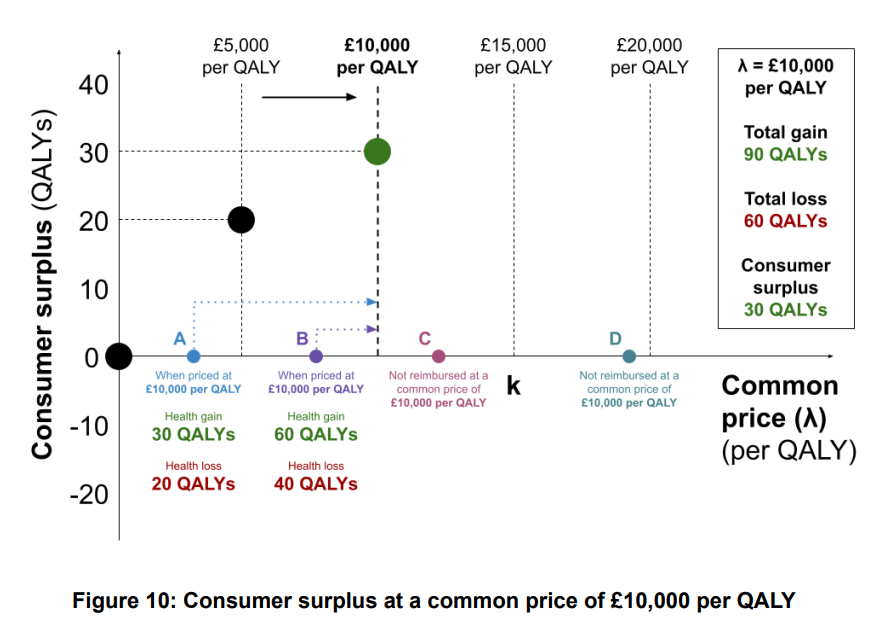 £5,000
per QALY
£10,000
per QALY
£15,000
per QALY
£20,000
per QALY
λ = £10,000
per QALY
Total gain
90 QALYs
Total loss
60 QALYs
Consumer
surplus
30 QALYs
Consumer surplus (QALYs)
40
30
20
10
0
-10
-20
A
B
C
D
When priced at
£10,000 per QALY
Health gain
30 QALYs
Health loss
20 QALYs
When priced at
£10,000 per QALY
Health gain
60 QALYs
Health loss
40 QALYs
Not reimbursed at a
common price of
£10,000 per QALY
k
Not reimbursed at a
common price of
£10,000 per QALY
Common
price (λ)
(per QALY)
Figure 10: Consumer surplus at a common price of £10,000 per QALY